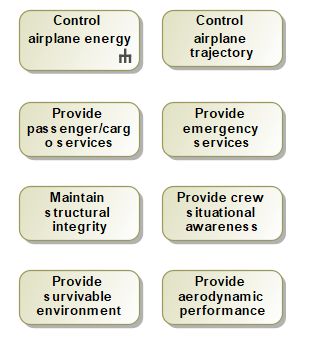 Control
airplane energy
Control
airplane
trajectory
Provide
passenger/carg
o services
Provide
emergency
services
Maintain
structural
integrity
Provide crew
situational
awareness
Provide
survivable
environment
Provide
aerodynamic
performance